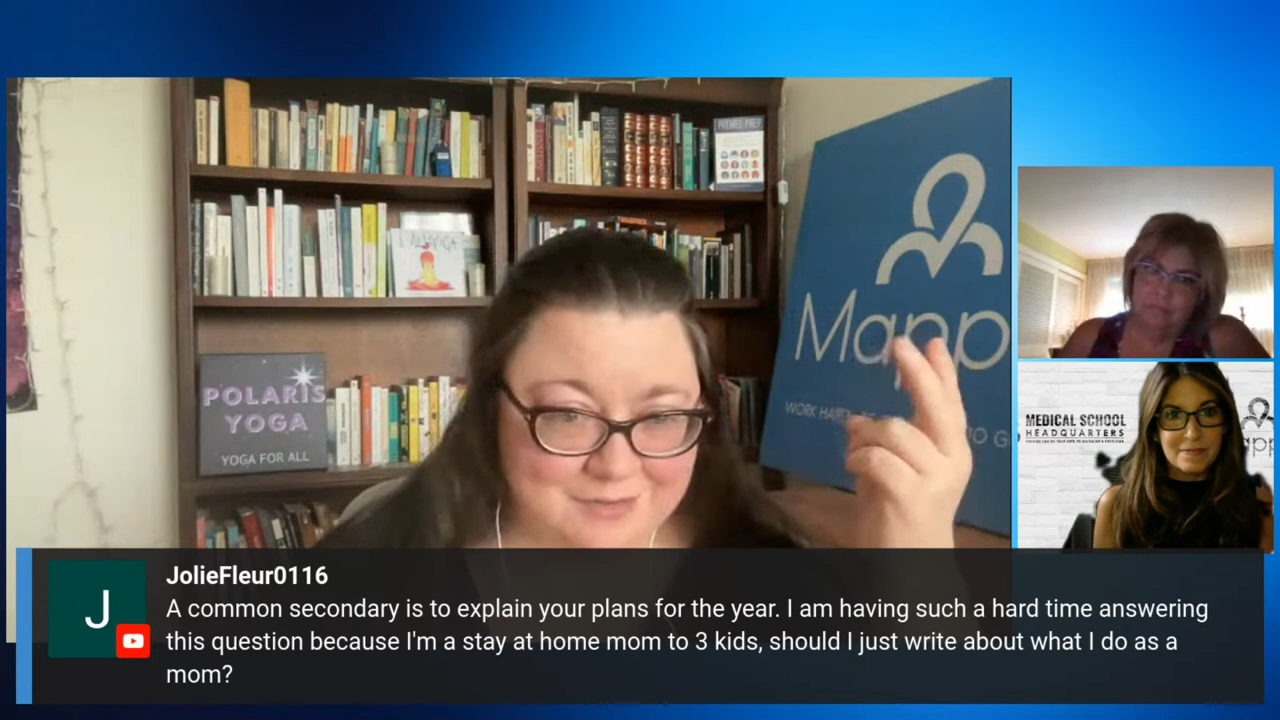 PREMED PREP
POLARIS
YOGA
YOGA FOR ALL
Mapp
WORK
MEDICAL SCHOOL
HEADQUARTERS
app
J
JolieFleur0116
A common secondary is to explain your plans for the year. I am having such a hard time answering
this question because I'm a stay at home mom to 3 kids, should I just write about what I do as a
mom?